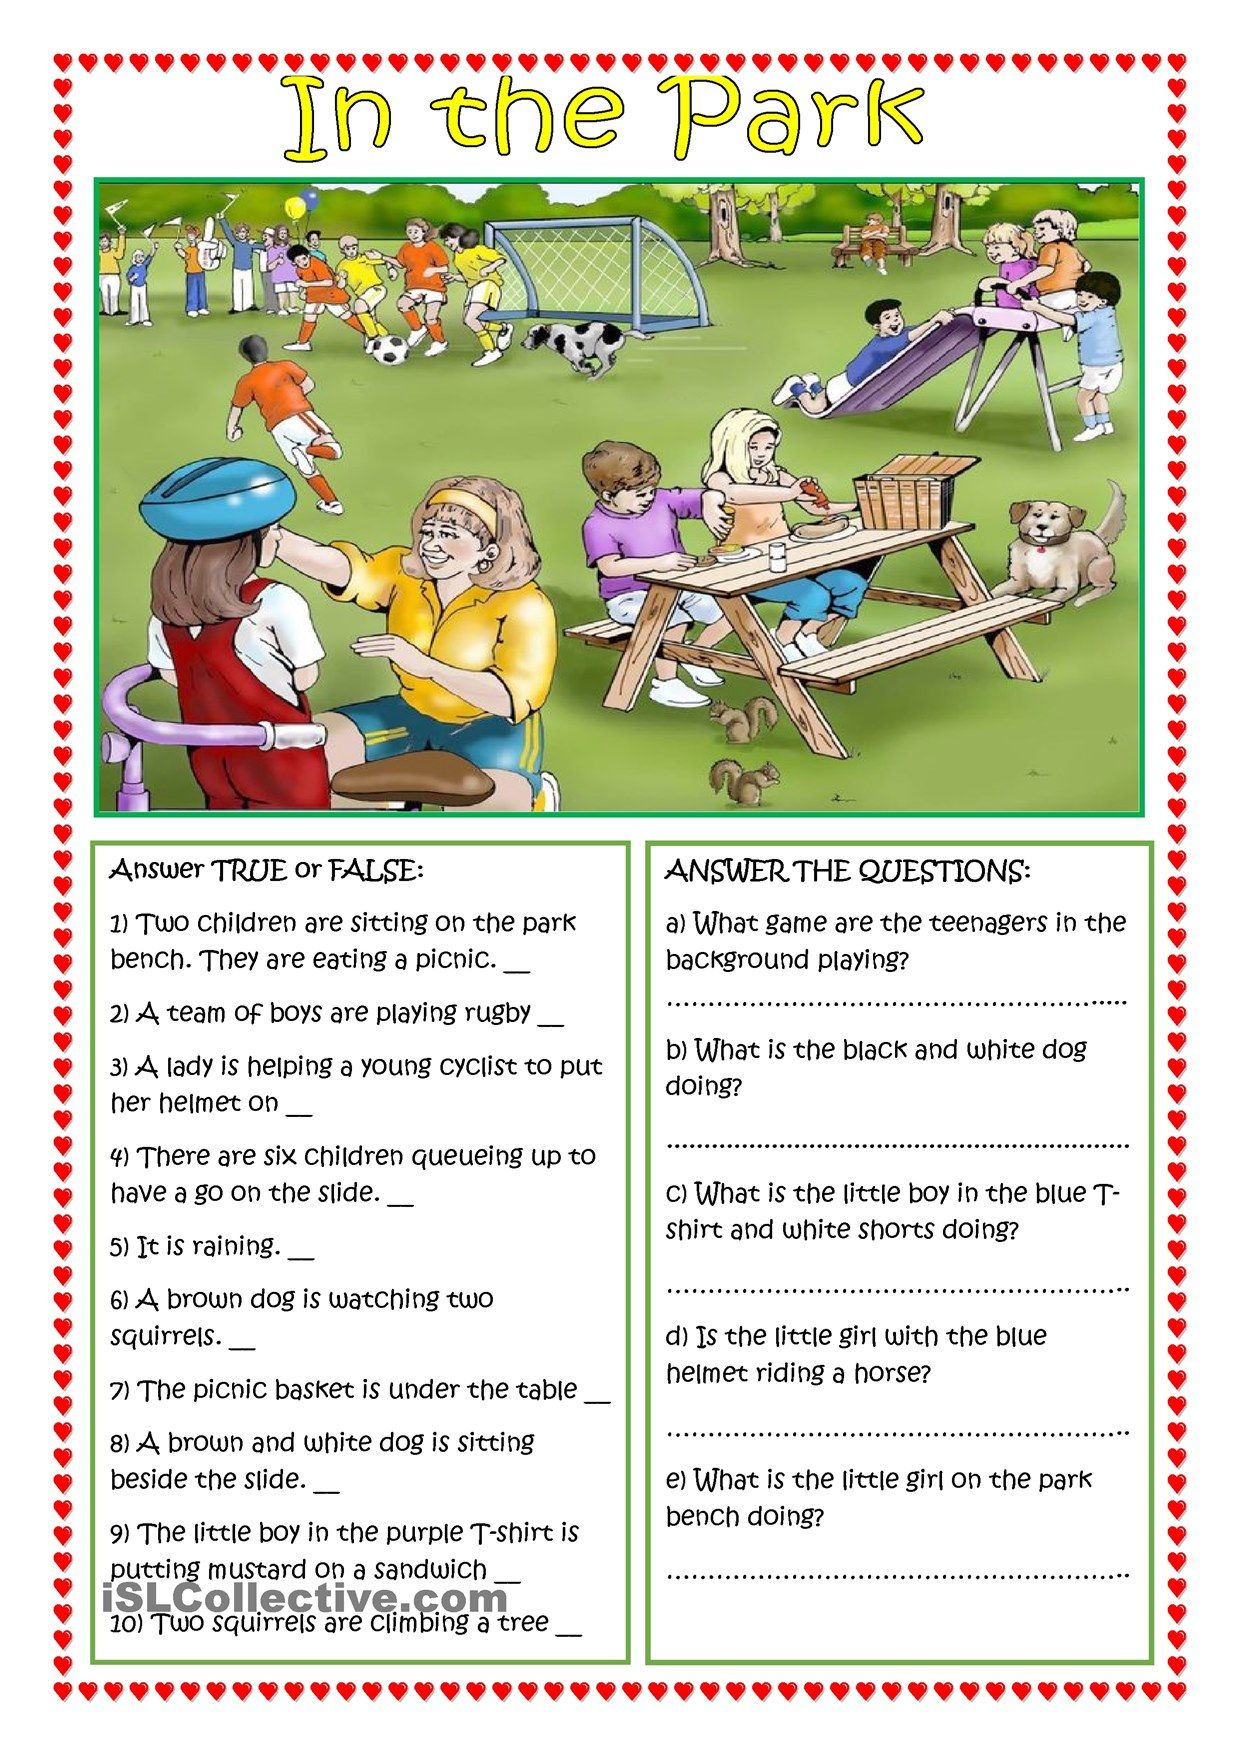 In the Park
Answer TRUE or FALSE:
1) Two children are sitting on the park
bench. They are eating a picnic. __
2) A team of boys are playing rugby __
3) A lady is helping a young cyclist to put
her helmet on __
4) There are six children queueing up to
have a go on the slide. __
5) It is raining. __
6) A brown dog is watching two
squirrels. __
7) The picnic basket is under the table __
8) A brown and white dog is sitting
beside the slide. __
9) The little boy in the purple T-shirt is
putting mustard on a sandwich __
iSLCollective.com
10) Two squirrels are climbing a tree __
ANSWER THE QUESTIONS:
a) What game are the teenagers in the
background playing?
b) What is the black and white dog
doing?
c) What is the little boy in the blue T-
shirt and white shorts doing?
d) Is the little girl with the blue
helmet riding a horse?
e) What is the little girl on the park
bench doing?